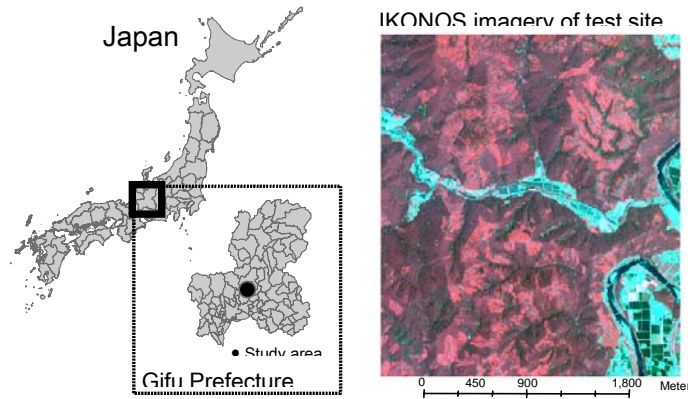 Japan
IKONOS imagery of test site
Study area
Gifu Prefecture
0 450 900 1,800 Meter